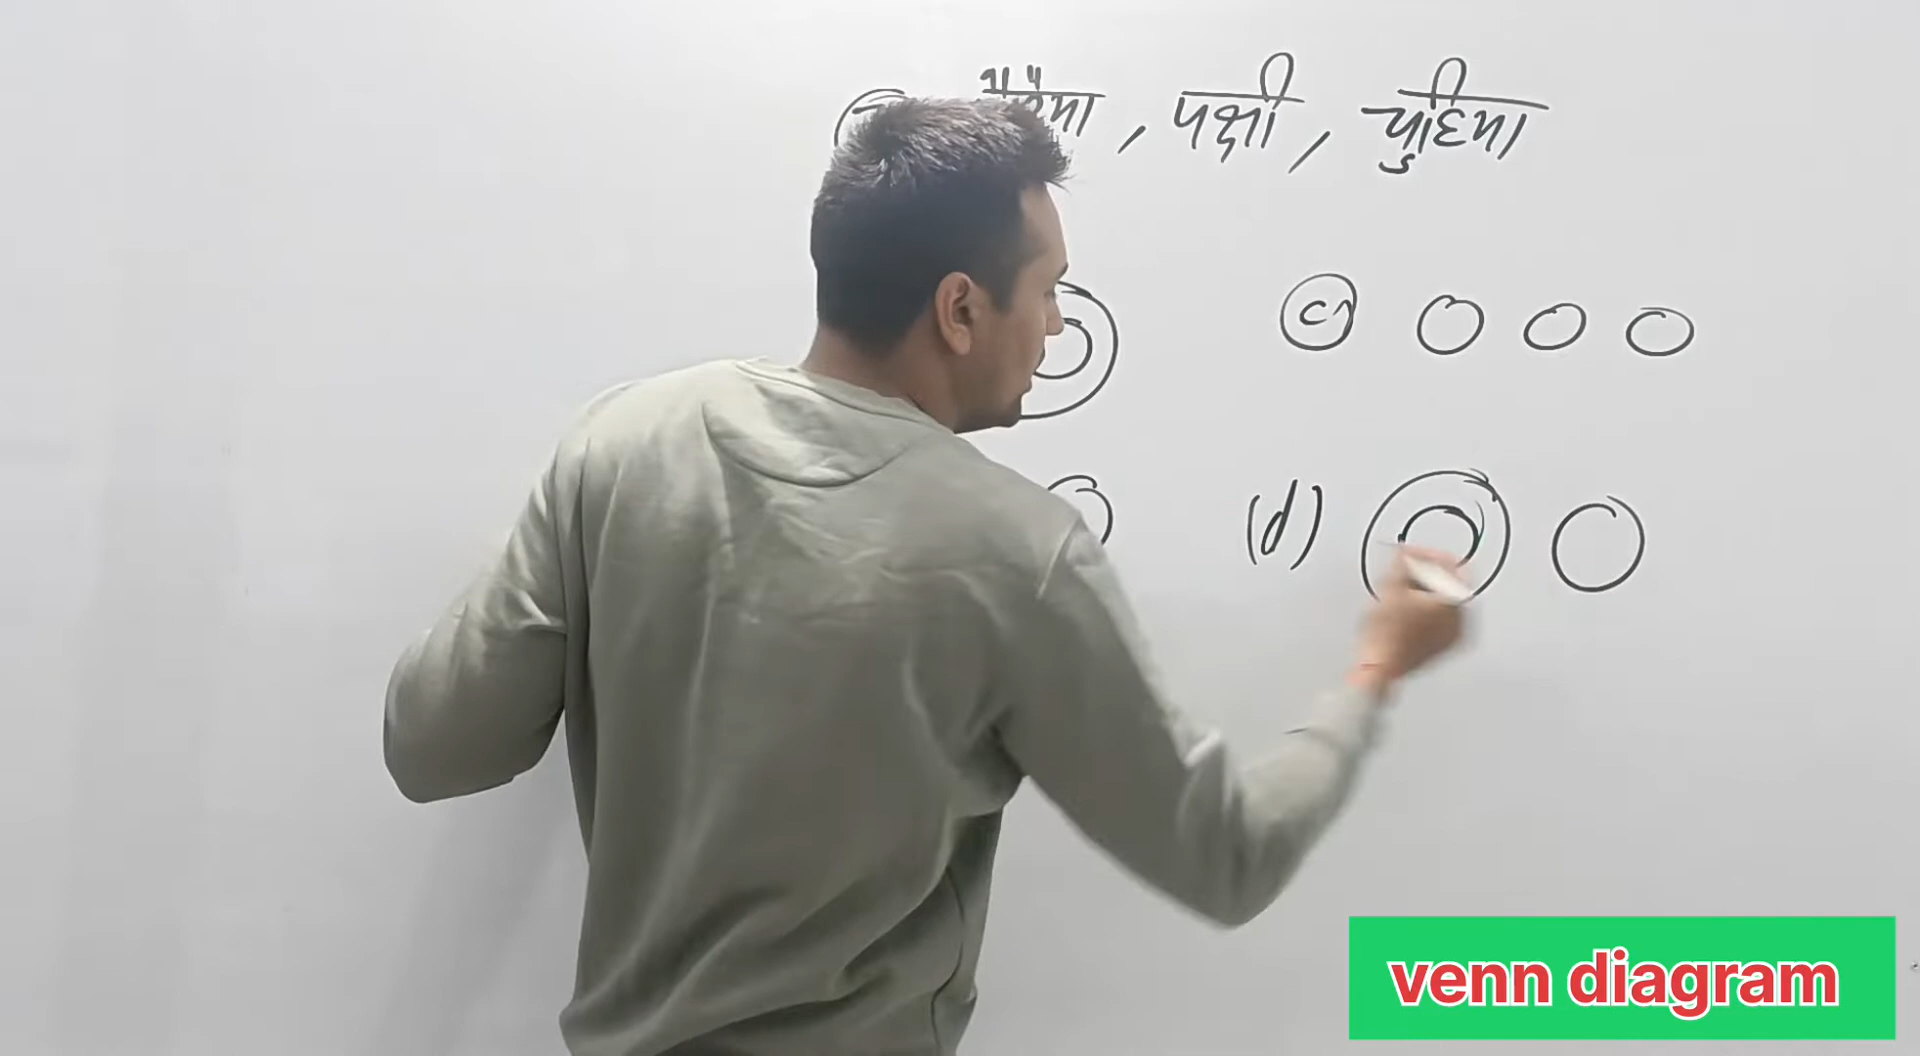 , पक्षी, चुहिया
(c)
(d)
venn diagram